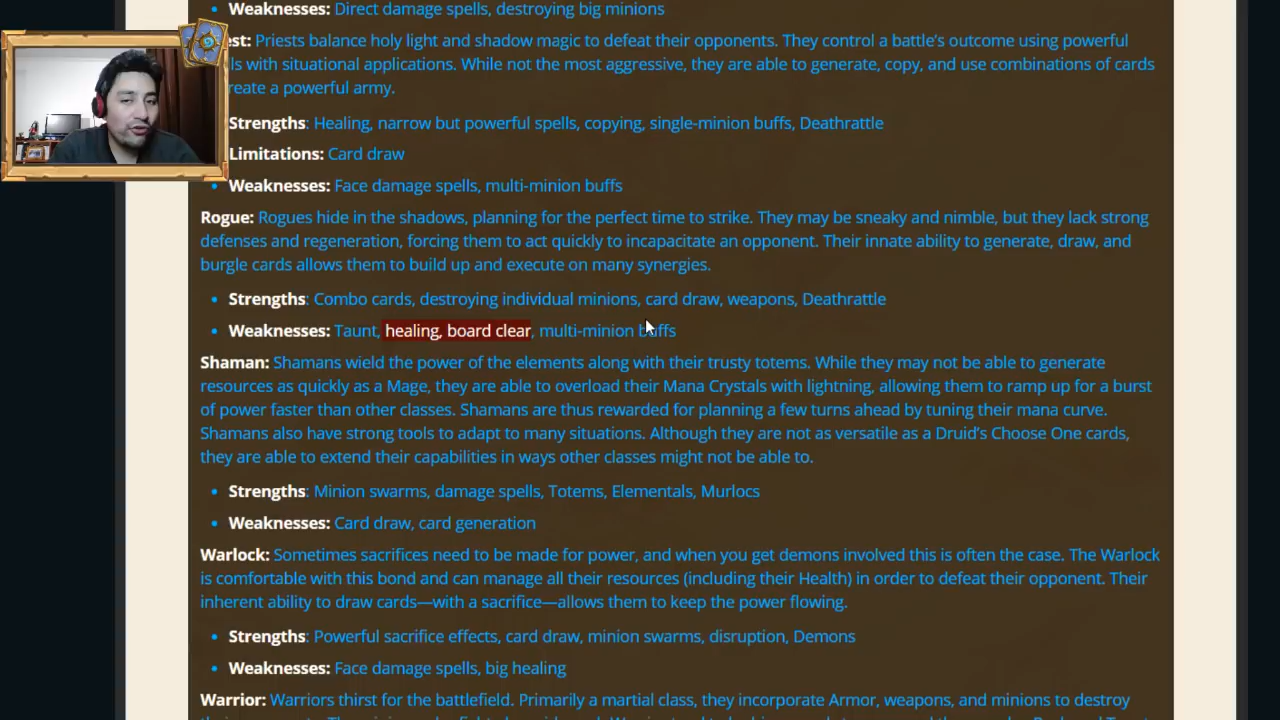 Weaknesses: Direct damage spells, destroying big minions
est: Priests balance holy light and shadow magic to defeat their opponents. They control a battle's outcome using powerful
ls with situational applications. While not the most aggressive, they are able to generate, copy, and use combinations of cards
reate a powerful army.
Strengths: Healing, narrow but powerful spells, copying, single-minion buffs, Deathrattle
Limitations: Card draw
• Weaknesses: Face damage spells, multi-minion buffs
Rogue: Rogues hide in the shadows, planning for the perfect time to strike. They may be sneaky and nimble, but they lack strong
defenses and regeneration, forcing them to act quickly to incapacitate an opponent. Their innate ability to generate, draw, and
burgle cards allows them to build up and execute on many synergies.
• Strengths: Combo cards, destroying individual minions, card draw, weapons, Deathrattle
• Weaknesses: Taunt, healing, board clear, multi-minion buffs
Shaman: Shamans wield the power of the elements along with their trusty totems. While they may not be able to generate
resources as quickly as a Mage, they are able to overload their Mana Crystals with lightning, allowing them to ramp up for a burst
of power faster than other classes. Shamans are thus rewarded for planning a few turns ahead by tuning their mana curve.
Shamans also have strong tools to adapt to many situations. Although they are not as versatile as a Druid's Choose One cards,
they are able to extend their capabilities in ways other classes might not be able to.
• Strengths: Minion swarms, damage spells, Totems, Elementals, Murlocs
• Weaknesses: Card draw, card generation
Warlock: Sometimes sacrifices need to be made for power, and when you get demons involved this is often the case. The Warlock
is comfortable with this bond and can manage all their resources (including their Health) in order to defeat their opponent. Their
inherent ability to draw cards—with a sacrifice—allows them to keep the power flowing.
• Strengths: Powerful sacrifice effects, card draw, minion swarms, disruption, Demons
• Weaknesses: Face damage spells, big healing
Warrior: Warriors thirst for the battlefield. Primarily a martial class, they incorporate Armor, weapons, and minions to destroy